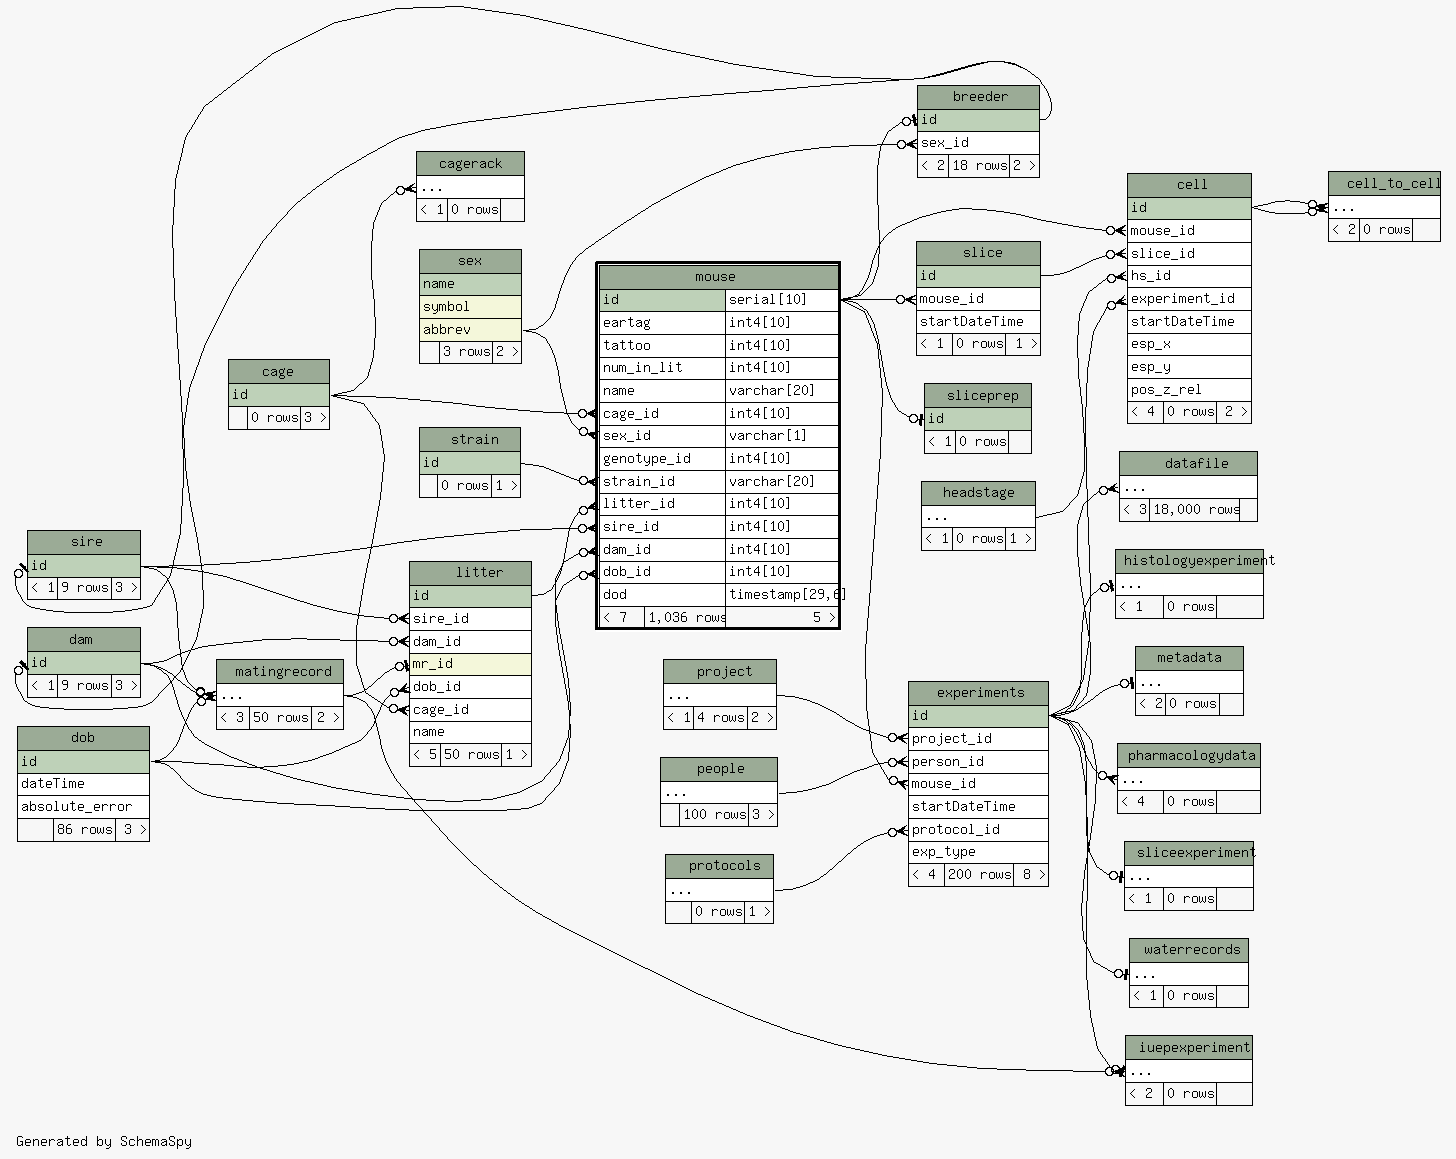 breeder
id
sex_id
< 2 18 rows 2 >
cagerack
...
< 1 0 rows
cell
id
mouse_id
slice_id
hs_id
experiment_id
startDateTime
esp_x
esp_y
pos_z_rel
< 4 0 rows 2 >
cell_to_cell
...
< 2 0 rows
sex
name
symbol
abbrev
3 rows 2 >
slice
id
mouse_id
startDateTime
< 1 0 rows 1 >
mouse
id serial[10]
eartag int4[10]
tattoo int4[10]
num_in_lit int4[10]
name varchar[20]
cage_id int4[10]
sex_id varchar[1]
genotype_id int4[10]
strain_id varchar[20]
litter_id int4[10]
sire_id int4[10]
dam_id int4[10]
dob_id int4[10]
dod timestamp[29,6]
< 7 1,036 rows 5 >
cage
id
0 rows 3 >
sliceprep
id
< 1 0 rows
strain
id
0 rows 1 >
datafile
...
< 3 18,000 rows
headstage
...
< 1 0 rows 1 >
sire
id
< 1 9 rows 3 >
histologyexperiment
...
< 1 0 rows
litter
id
sire_id
dam_id
mr_id
dob_id
cage_id
name
< 5 50 rows 1 >
dam
id
< 1 9 rows 3 >
matingrecord
...
< 3 50 rows 2 >
project
...
< 1 4 rows 2 >
metadata
...
< 2 0 rows
experiments
id
project_id
person_id
mouse_id
startDateTime
protocol_id
exp_type
< 4 200 rows 8 >
dob
id
dateTime
absolute_error
86 rows 3 >
people
...
100 rows 3 >
pharmacologydata
...
< 4 0 rows
protocols
...
0 rows 1 >
sliceexperiment
...
< 1 0 rows
waterrecords
...
< 1 0 rows
iuepexperiment
...
< 2 0 rows
Generated by SchemaSpy